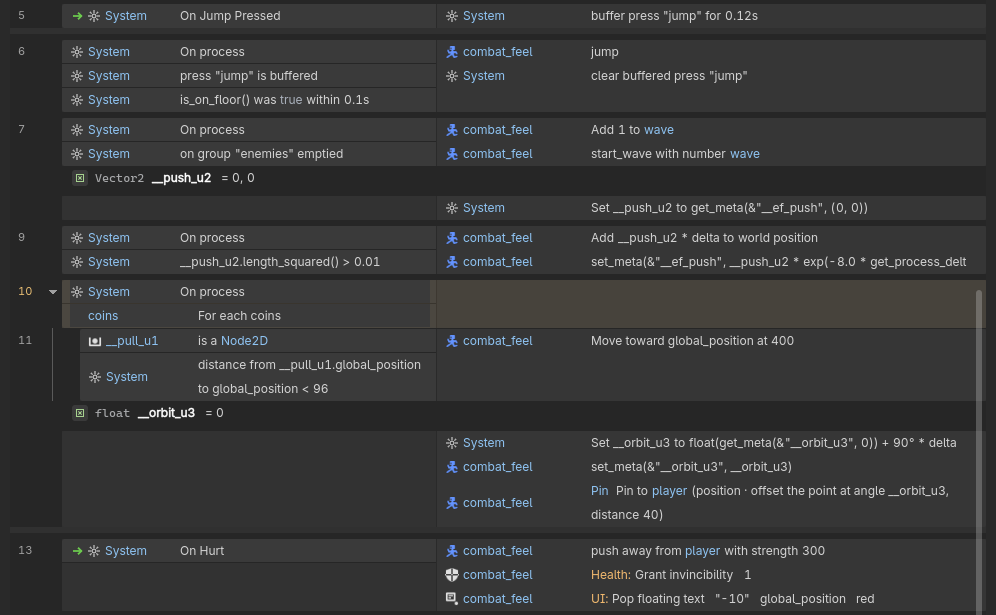 5 System On Jump Pressed System buffer press "jump" for 0.12s
6 System On process combat_feel jump
System press "jump" is buffered System clear buffered press "jump"
System is_on_floor() was true within 0.1s
7 System On process combat_feel Add 1 to wave
System on group "enemies" emptied combat_feel start_wave with number wave
Vector2 __push_u2 = 0, 0
System Set __push_u2 to get_meta(&"__ef_push", (0, 0))
9 System On process combat_feel Add __push_u2 * delta to world position
System __push_u2.length_squared() > 0.01 combat_feel set_meta(&"__ef_push", __push_u2 * exp(-8.0 * get_process_delt
10 System On process
coins For each coins
11 __pull_u1 is a Node2D combat_feel Move toward global_position at 400
System distance from __pull_u1.global_position
to global_position < 96
float __orbit_u3 = 0
System Set __orbit_u3 to float(get_meta(&"__orbit_u3", 0)) + 90° * delta
combat_feel set_meta(&"__orbit_u3", __orbit_u3)
combat_feel Pin Pin to player (position · offset the point at angle __orbit_u3,
distance 40)
13 System On Hurt combat_feel push away from player with strength 300
combat_feel Health: Grant invincibility 1
combat_feel UI: Pop floating text "-10" global_position red